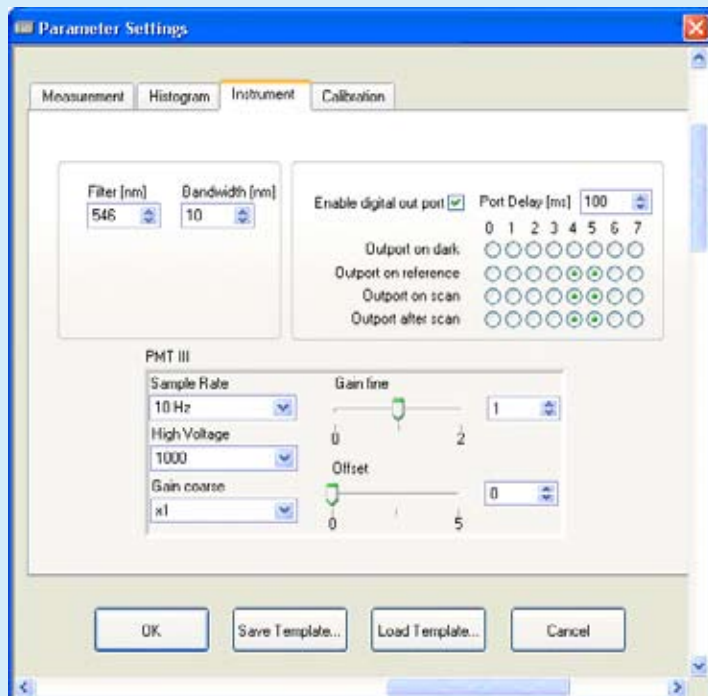 Parameter Settings
Measurement Histogram Instrument Calibration
Filter [nm] Bandwidth [nm]
546 10
Enable digital out port Port Delay [ms] 100
0 1 2 3 4 5 6 7
Outport on dark
Outport on reference
Outport on scan
Outport after scan
PMT III
Sample Rate
10 Hz
High Voltage
1000
Gain coarse
x1
Gain fine
1
0 2
Offset
0
0 5
OK Save Template... Load Template... Cancel